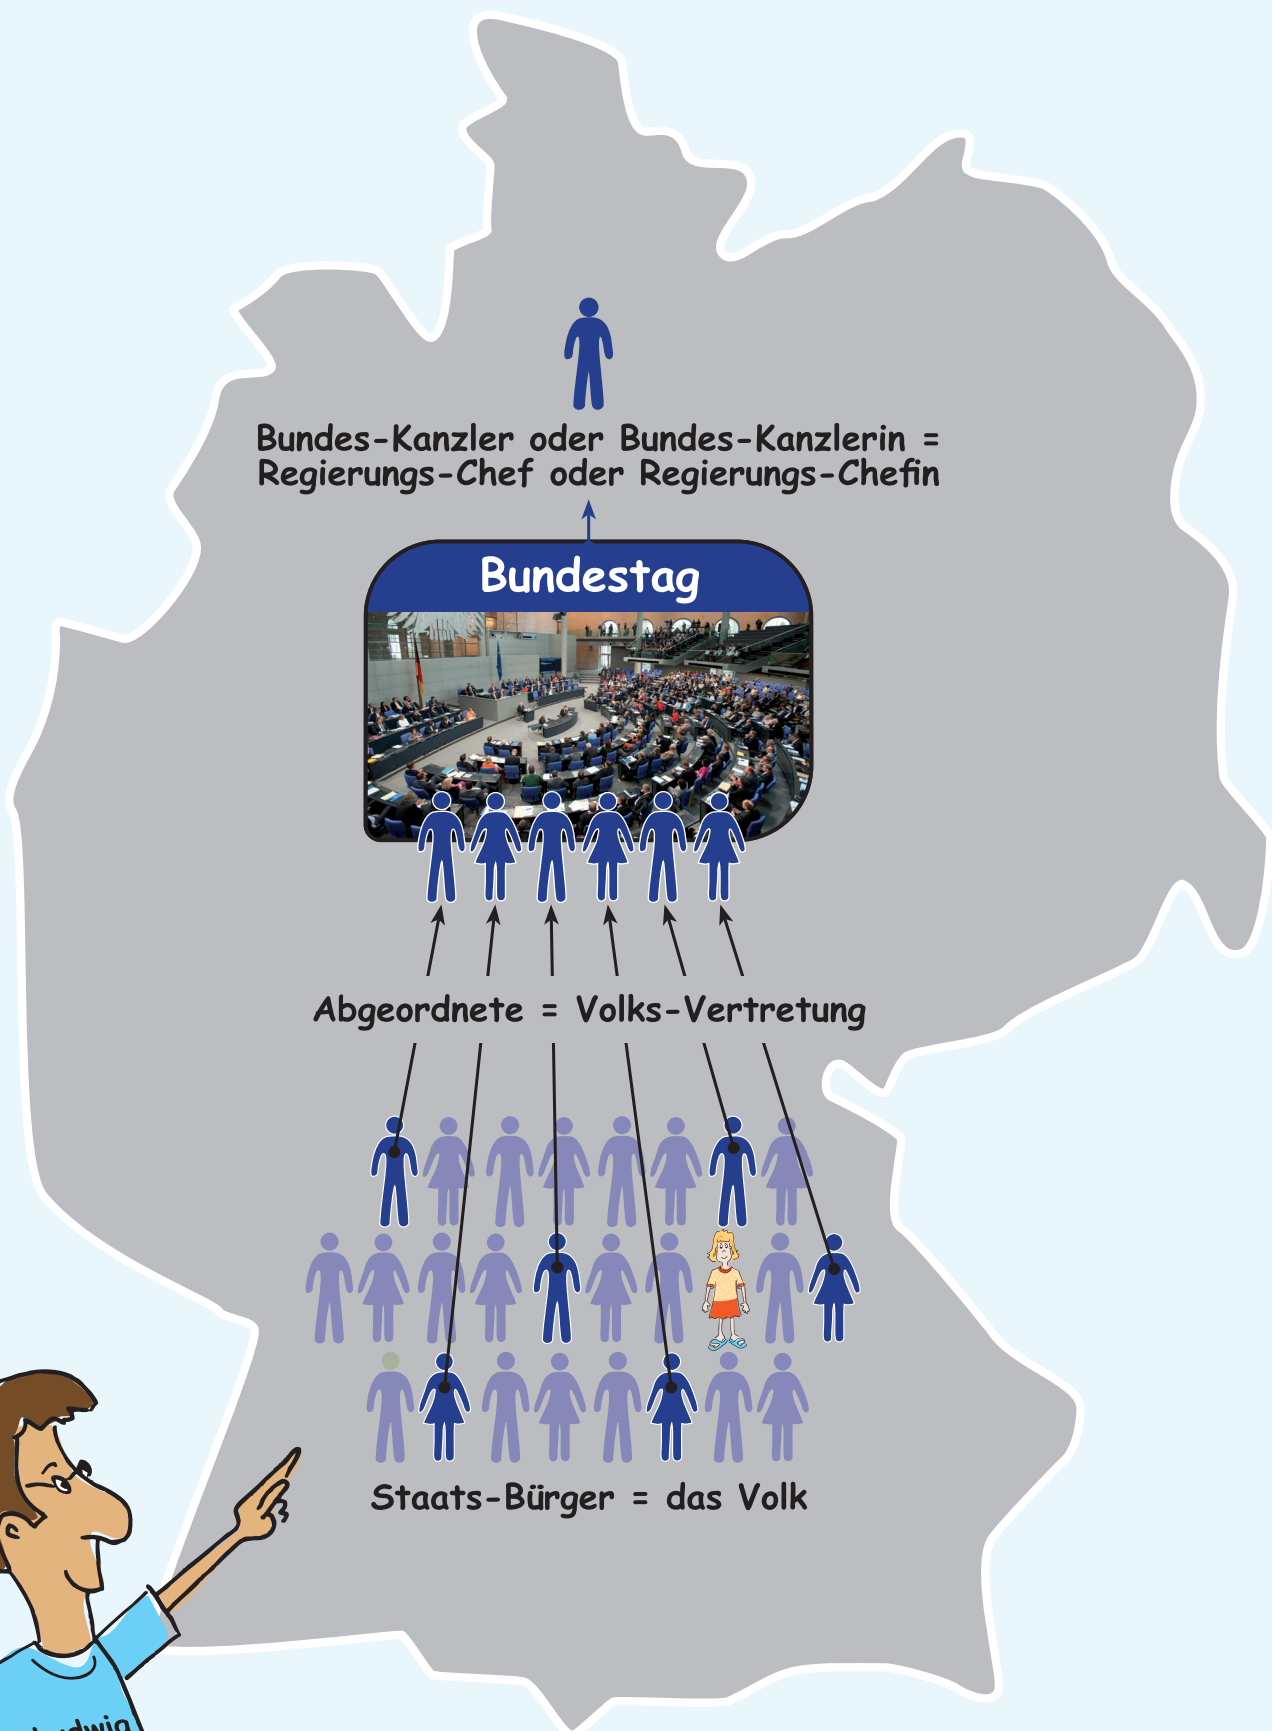 Bundes-Kanzler oder Bundes-Kanzlerin =
Regierungs-Chef oder Regierungs-Chefin
Bundestag
Abgeordnete = Volks-Vertretung
Staats-Bürger = das Volk